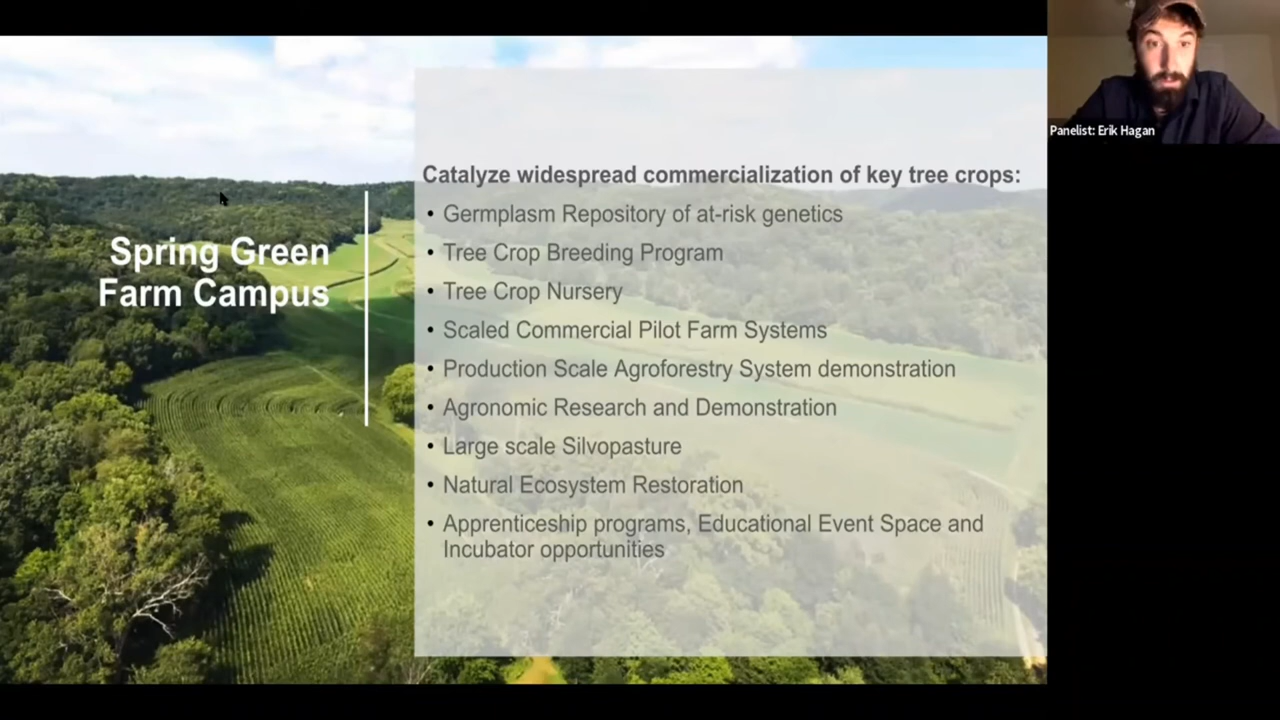 Spring Green
Farm Campus
Catalyze widespread commercialization of key tree crops:
• Germplasm Repository of at-risk genetics
• Tree Crop Breeding Program
• Tree Crop Nursery
• Scaled Commercial Pilot Farm Systems
• Production Scale Agroforestry System demonstration
• Agronomic Research and Demonstration
• Large scale Silvopasture
• Natural Ecosystem Restoration
• Apprenticeship programs, Educational Event Space and
Incubator opportunities
Panelist: Erik Hagan